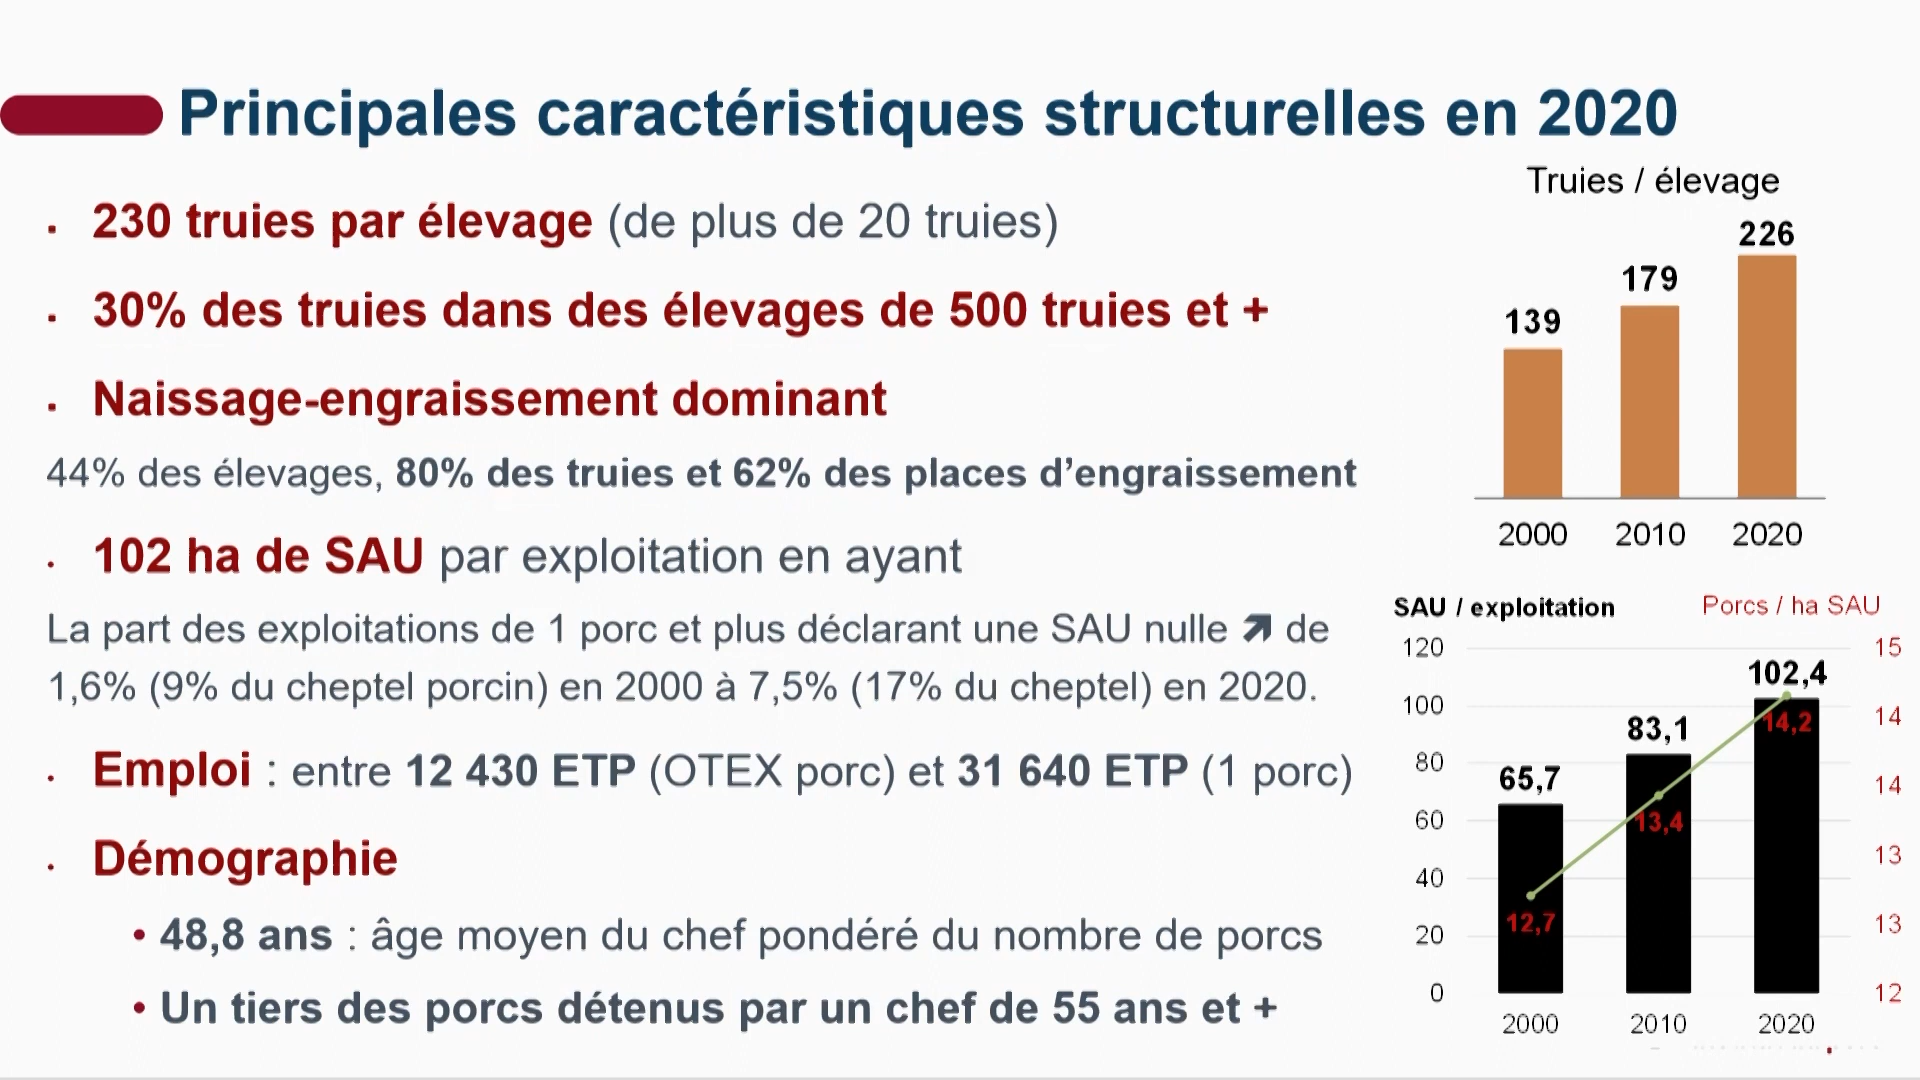 Principales caractéristiques structurelles en 2020
230 truies par élevage (de plus de 20 truies)
30% des truies dans des élevages de 500 truies et +
Naissage-engraissement dominant
44% des élevages, 80% des truies et 62% des places d’engraissement
102 ha de SAU par exploitation en ayant
La part des exploitations de 1 porc et plus déclarant une SAU nulle ↗ de
1,6% (9% du cheptel porcin) en 2000 à 7,5% (17% du cheptel) en 2020.
Emploi : entre 12 430 ETP (OTEX porc) et 31 640 ETP (1 porc)
Démographie
• 48,8 ans : âge moyen du chef pondéré du nombre de porcs
• Un tiers des porcs détenus par un chef de 55 ans et +
Truies / élevage
226
179
139
2000 2010 2020
SAU / exploitation Porcs / ha SAU
120 15
102,4
100 14
14,2
83,1
80 14
65,7
60 13,4
13
40
12,7
20 13
0 12
2000 2010 2020